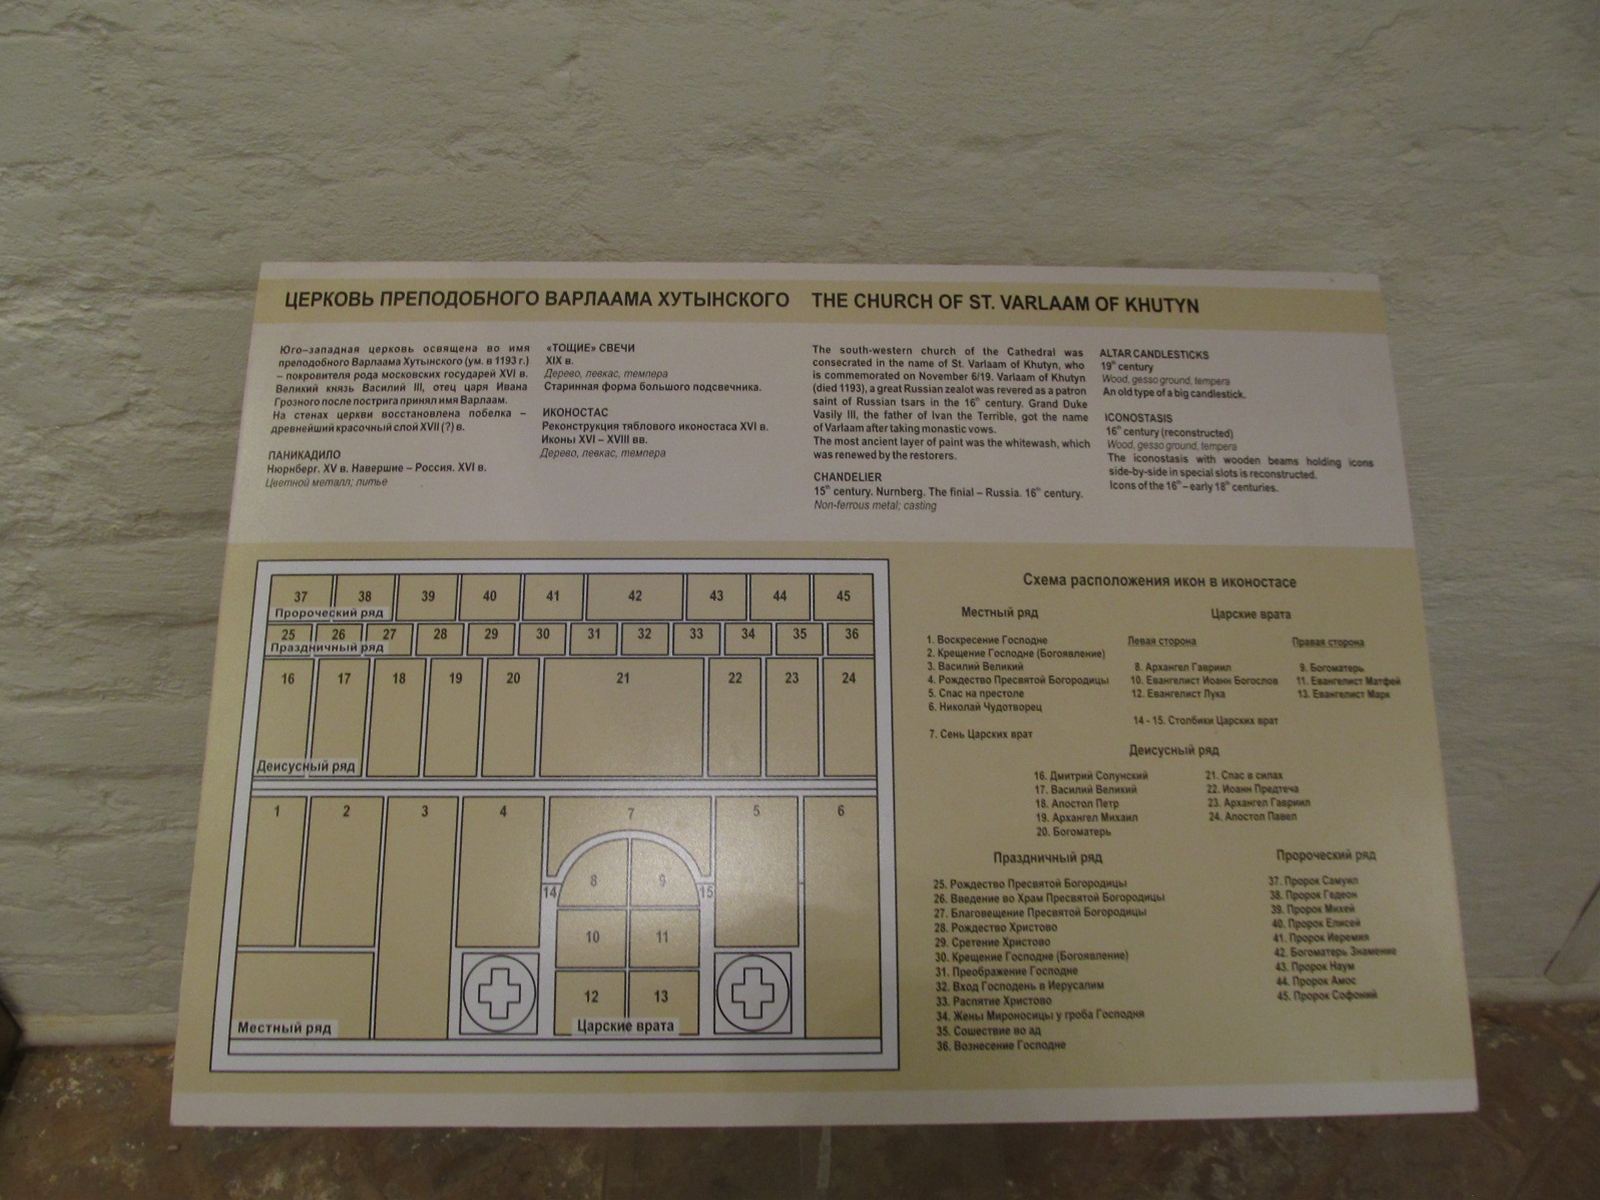 ЦЕРКОВЬ ПРЕПОДОБНОГО ВАРЛААМА ХУТЫНСКОГО
Юго–западная церковь освящена во имя
преподобного Варлаама Хутынского (ум. в 1193 г.)
– покровителя рода московских государей XVI в.
Великий князь Василий III, отец царя Ивана
Грозного после пострига принял имя Варлаам.
На стенах церкви восстановлена побелка –
древнейший красочный слой XVII (?) в.
ПАНИКАДИЛО
Нюрнберг. XV в. Навершие – Россия. XVI в.
Цветной металл; литье
«ТОЩИЕ» СВЕЧИ
XIX в.
Дерево, левкас, темпера
Старинная форма большого подсвечника.
ИКОНОСТАС
Реконструкция тяблового иконостаса XVI в.
Иконы XVI – XVIII вв.
Дерево, левкас, темпера
THE CHURCH OF ST. VARLAAM OF KHUTYN
The south-western church of the Cathedral was
consecrated in the name of St. Varlaam of Khutyn, who
is commemorated on November 6/19. Varlaam of Khutyn
(died 1193), a great Russian zealot was revered as a patron
saint of Russian tsars in the 16th century. Grand Duke
Vasily III, the father of Ivan the Terrible, got the name
of Varlaam after taking monastic vows.
The most ancient layer of paint was the whitewash, which
was renewed by the restorers.
CHANDELIER
15th century. Nurnberg. The finial – Russia. 16th century.
Non-ferrous metal; casting
ALTAR CANDLESTICKS
19th century
Wood, gesso ground, tempera
An old type of a big candlestick.
ICONOSTASIS
16th century (reconstructed)
Wood, gesso ground, tempera
The iconostasis with wooden beams holding icons
side-by-side in special slots is reconstructed.
Icons of the 16th – early 18th centuries.
37 38 39 40 41 42 43 44 45
Пророческий ряд
25 26 27 28 29 30 31 32 33 34 35 36
Праздничный ряд
16 17 18 19 20 21 22 23 24
Деисусный ряд
1 2 3 4 7 5 6
8 9
14 15
10 11
12 13
Местный ряд
Царские врата
Схема расположения икон в иконостасе
Местный ряд
1. Воскресение Господне
2. Крещение Господне (Богоявление)
3. Василий Великий
4. Рождество Пресвятой Богородицы
5. Спас на престоле
6. Николай Чудотворец
7. Сень Царских врат
Царские врата
Левая сторона
8. Архангел Гавриил
10. Евангелист Иоанн Богослов
12. Евангелист Лука
Правая сторона
9. Богоматерь
11. Евангелист Матфей
13. Евангелист Марк
14 - 15. Столбики Царских врат
Деисусный ряд
16. Дмитрий Солунский
17. Василий Великий
18. Апостол Петр
19. Архангел Михаил
20. Богоматерь
21. Спас в силах
22. Иоанн Предтеча
23. Архангел Гавриил
24. Апостол Павел
Праздничный ряд
25. Рождество Пресвятой Богородицы
26. Введение во Храм Пресвятой Богородицы
27. Благовещение Пресвятой Богородицы
28. Рождество Христово
29. Сретение Христово
30. Крещение Господне (Богоявление)
31. Преображение Господне
32. Вход Господень в Иерусалим
33. Распятие Христово
34. Жены Мироносицы у гроба Господня
35. Сошествие во ад
36. Вознесение Господне
Пророческий ряд
37. Пророк Самуил
38. Пророк Гедеон
39. Пророк Михей
40. Пророк Елисей
41. Пророк Иеремия
42. Богоматерь Знамение
43. Пророк Наум
44. Пророк Амос
45. Пророк Софоний